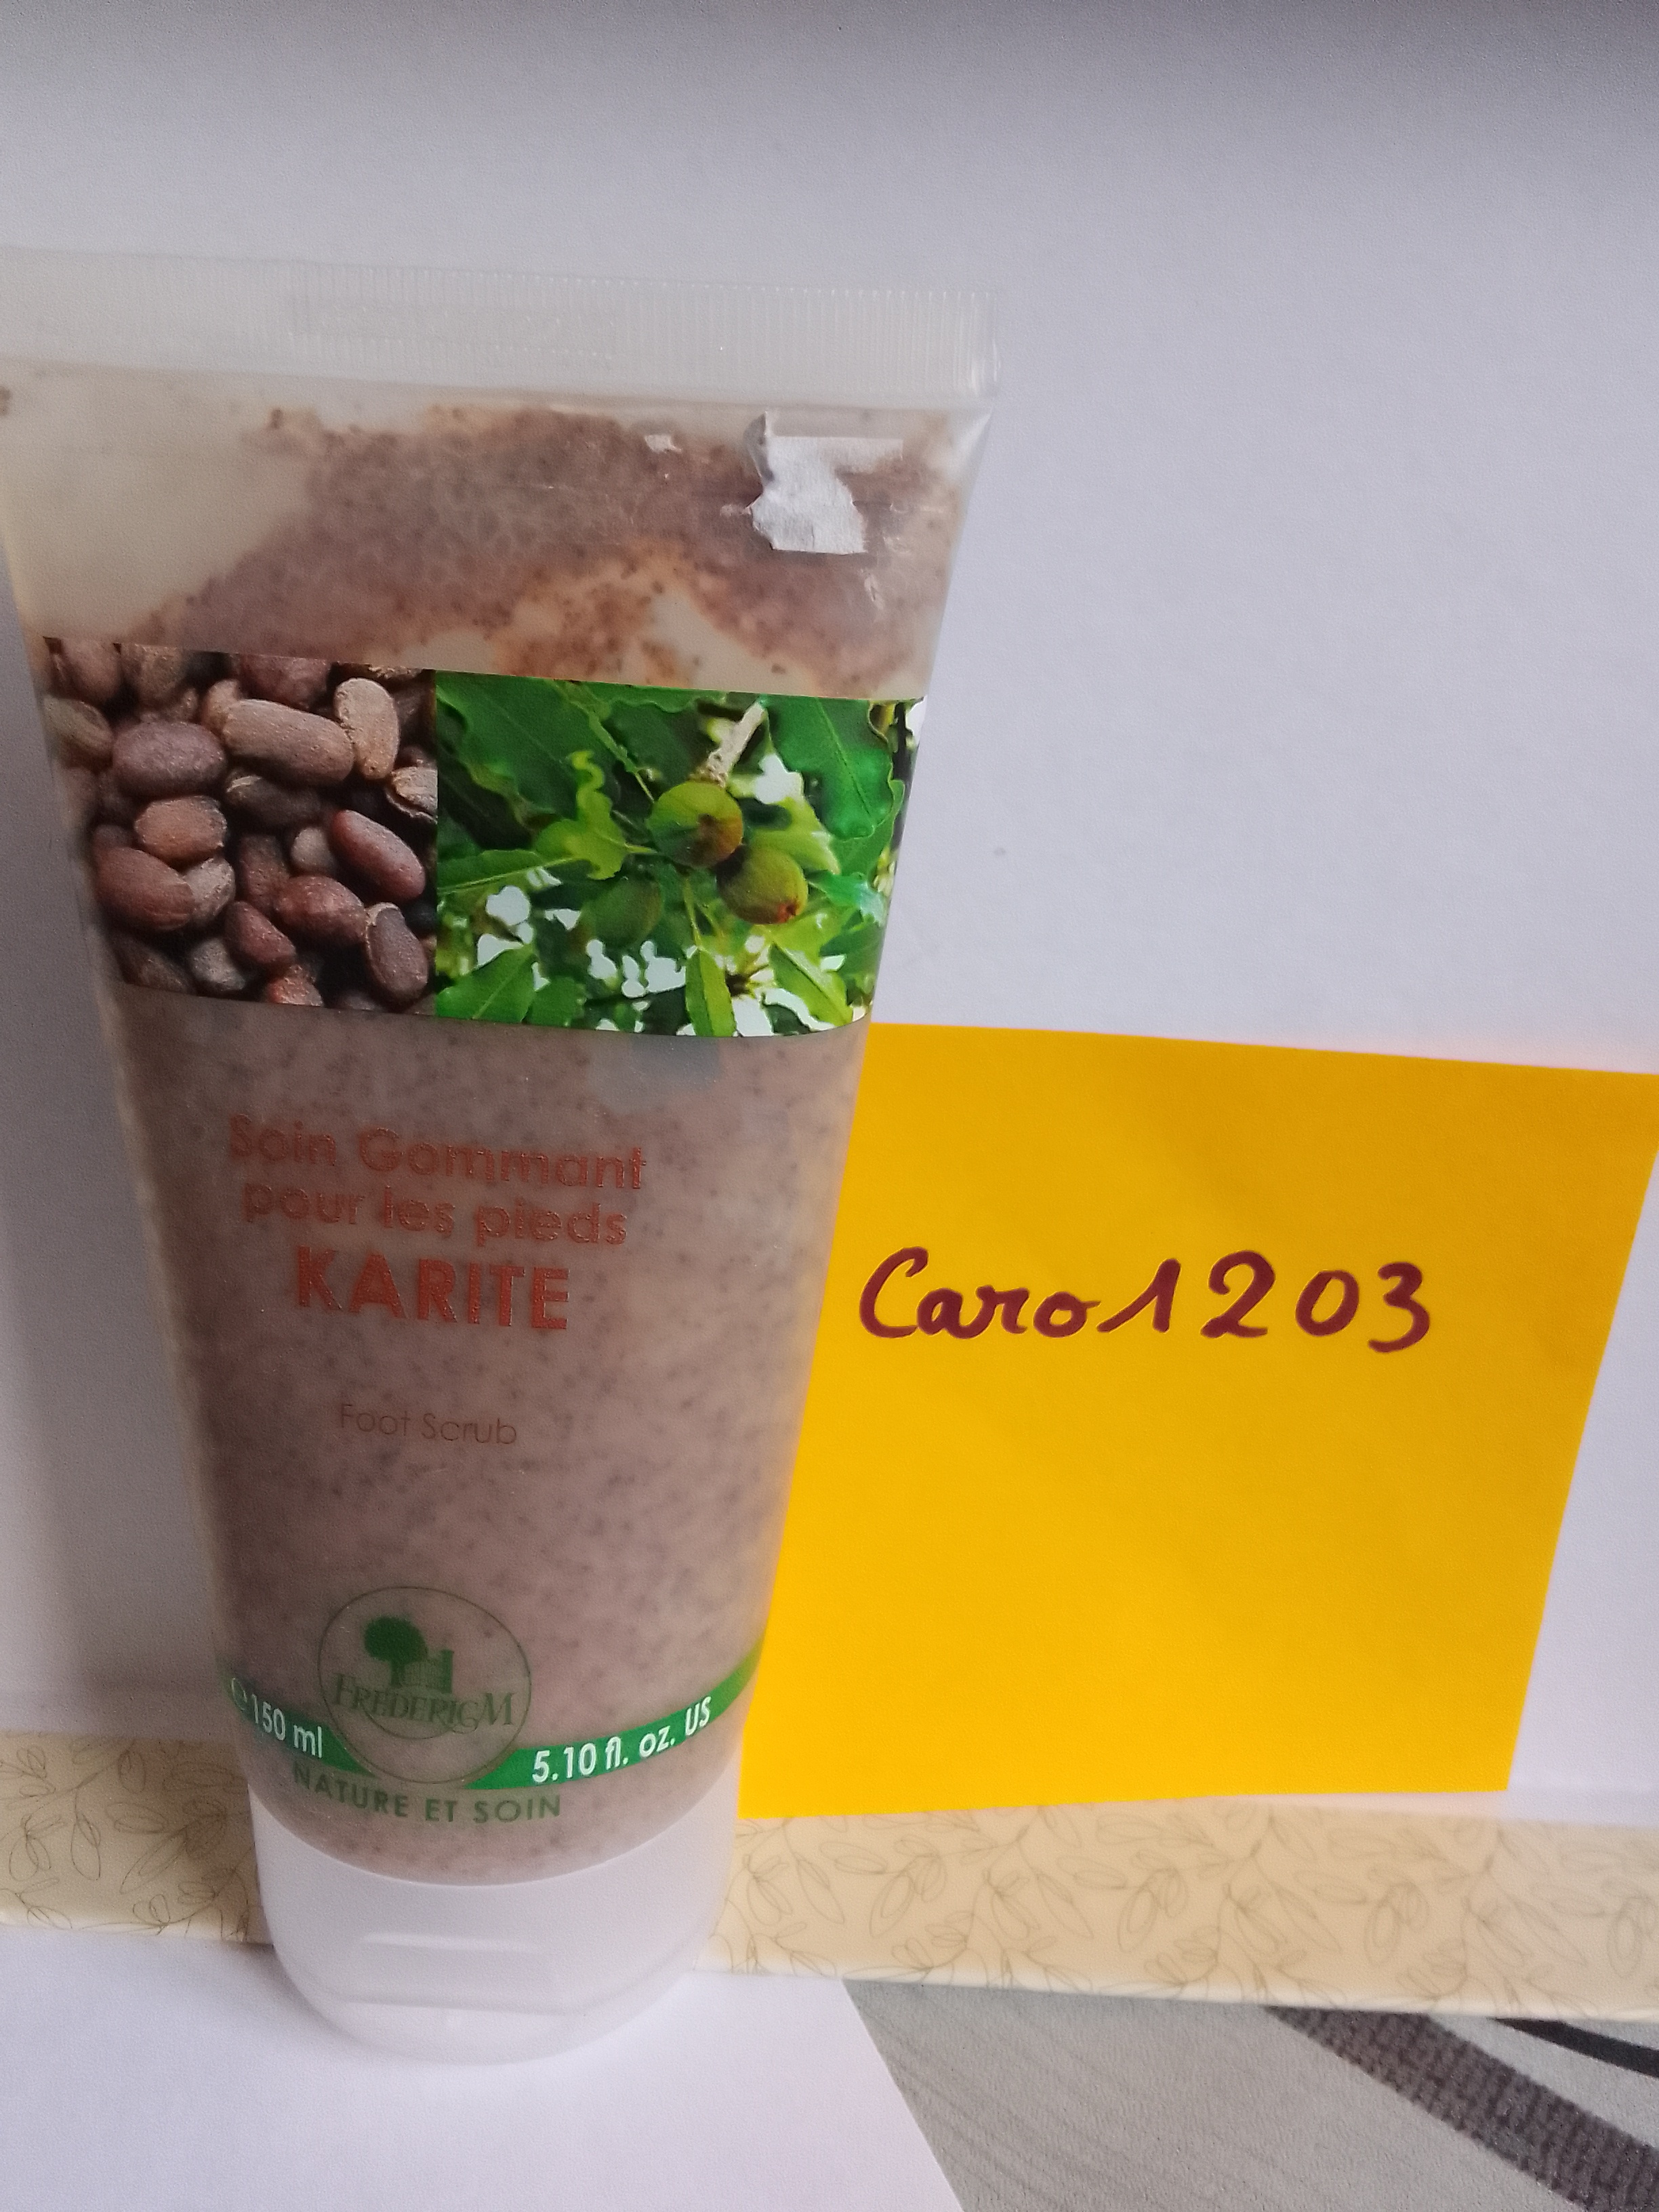 Soin Gommant
pour les pieds
KARITE
Foot Scrub
FREDERIC M
e 150 ml
5.10 fl. oz. US
NATURE ET SOIN
Caro1203